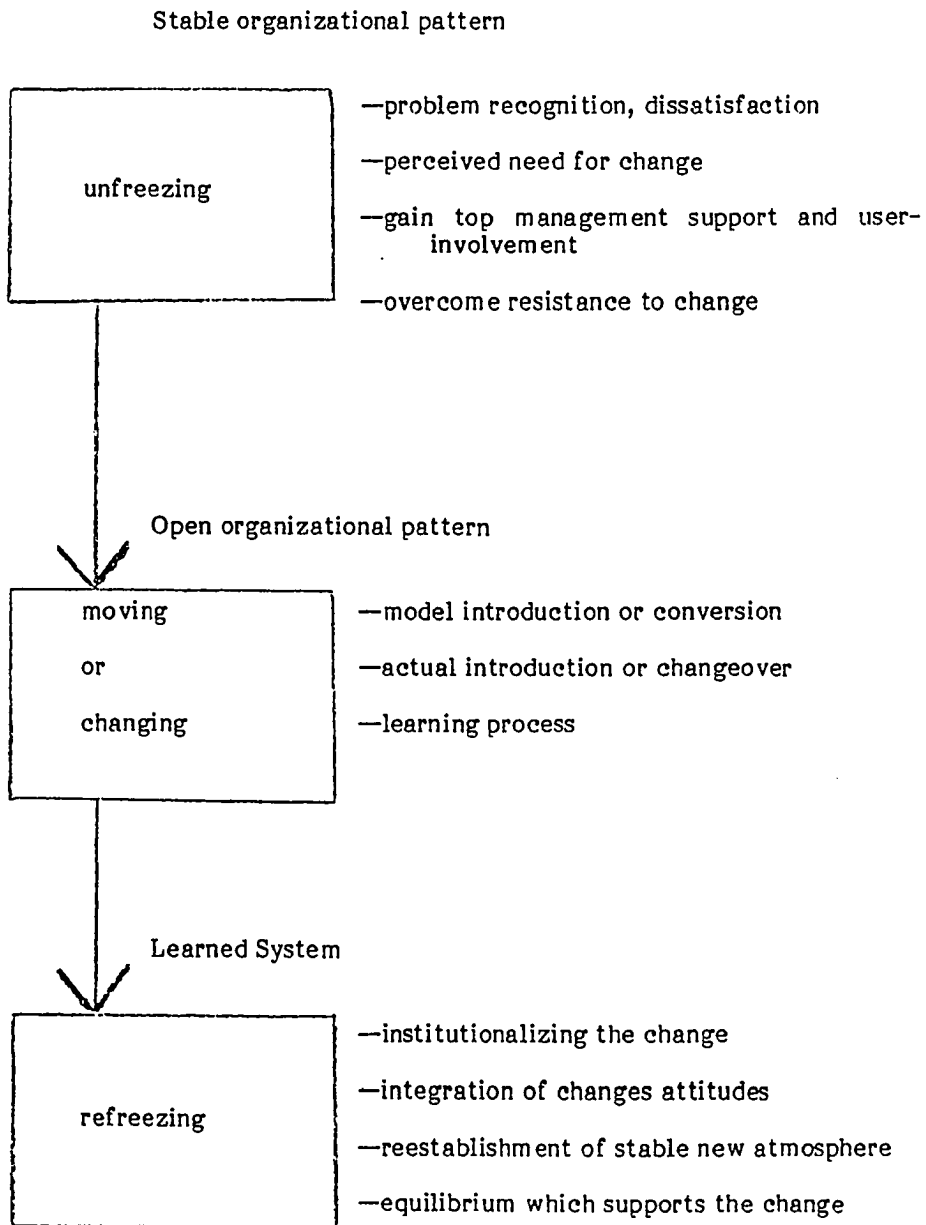 Stable organizational pattern
unfreezing
—problem recognition, dissatisfaction
—perceived need for change
—gain top management support and user-
involvement
—overcome resistance to change
Open organizational pattern
moving
or
changing
—model introduction or conversion
—actual introduction or changeover
—learning process
Learned System
refreezing
—institutionalizing the change
—integration of changes attitudes
—reestablishment of stable new atmosphere
—equilibrium which supports the change